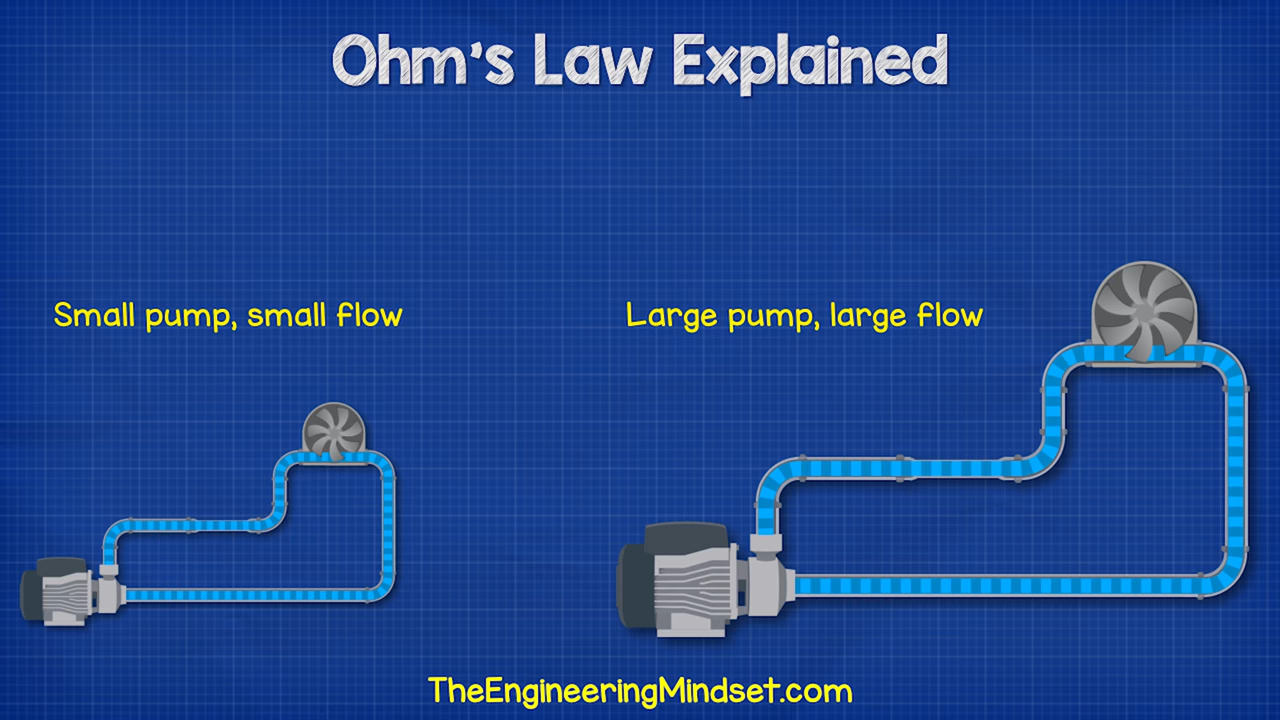 Ohm's Law Explained
Small pump, small flow
Large pump, large flow
TheEngineeringMindset.com